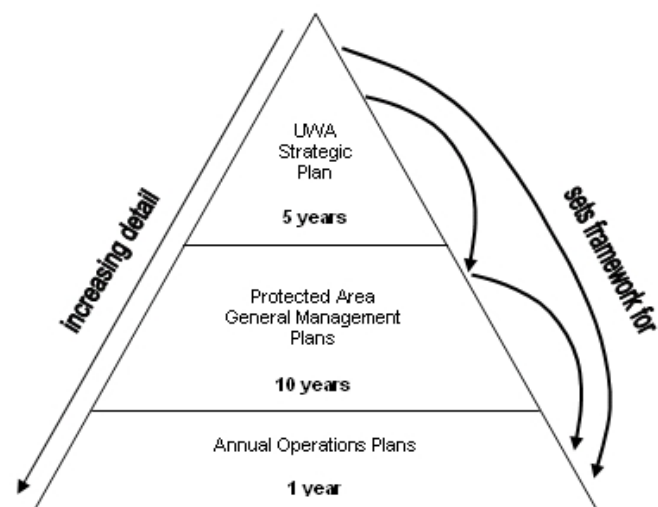 UWA
Strategic
Plan
5 years
increasing detail
sets framework for
Protected Area
General Management
Plans
10 years
Annual Operations Plans
1 year